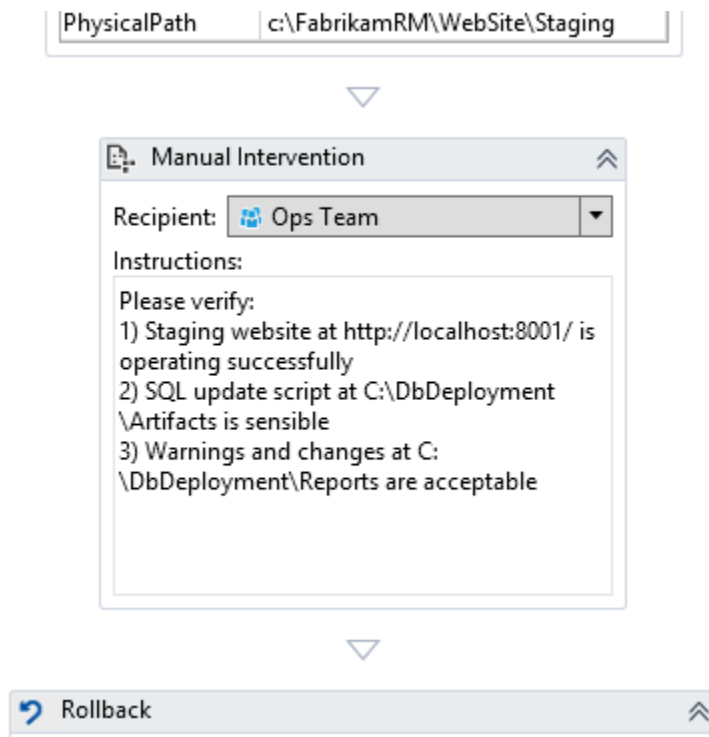 PhysicalPath c:\FabrikamRM\WebSite\Staging
Manual Intervention
Recipient: Ops Team
Instructions:
Please verify:
1) Staging website at http://localhost:8001/ is
operating successfully
2) SQL update script at C:\DbDeployment
\Artifacts is sensible
3) Warnings and changes at C:
\DbDeployment\Reports are acceptable
Rollback